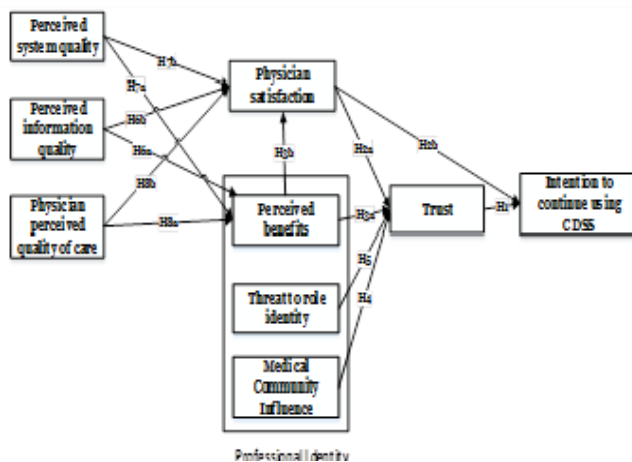 Perceived
system quality
H7b
H7a
Physician
satisfaction
Perceived
information
quality
H6b
H6a
H8b
H3b
H2a
H2b
Physician
perceived
quality of care
H8a
Perceived
benefits
H3a
Trust
H1
Intention to
continue using
CDSS
H5
H4
Threat to role
identity
Medical
Community
Influence
Professional Identity